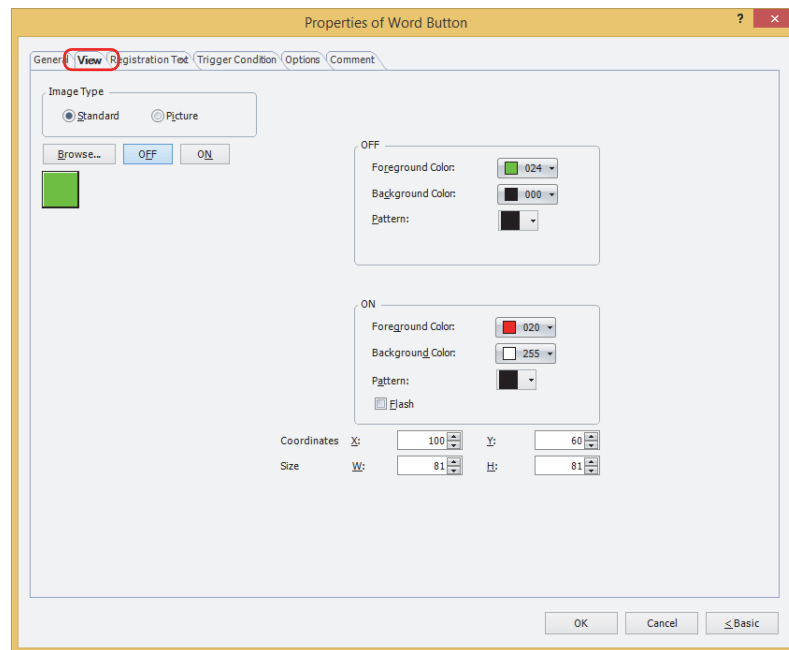 Properties of Word Button ? ×
General View Registration Text Trigger Condition Options Comment
Image Type
Standard Picture
Browse... OFF ON
OFF
Foreground Color: 024
Background Color: 000
Pattern:
ON
Foreground Color: 020
Background Color: 255
Pattern:
Flash
Coordinates X: 100 Y: 60
Size W: 81 H: 81
OK Cancel < Basic